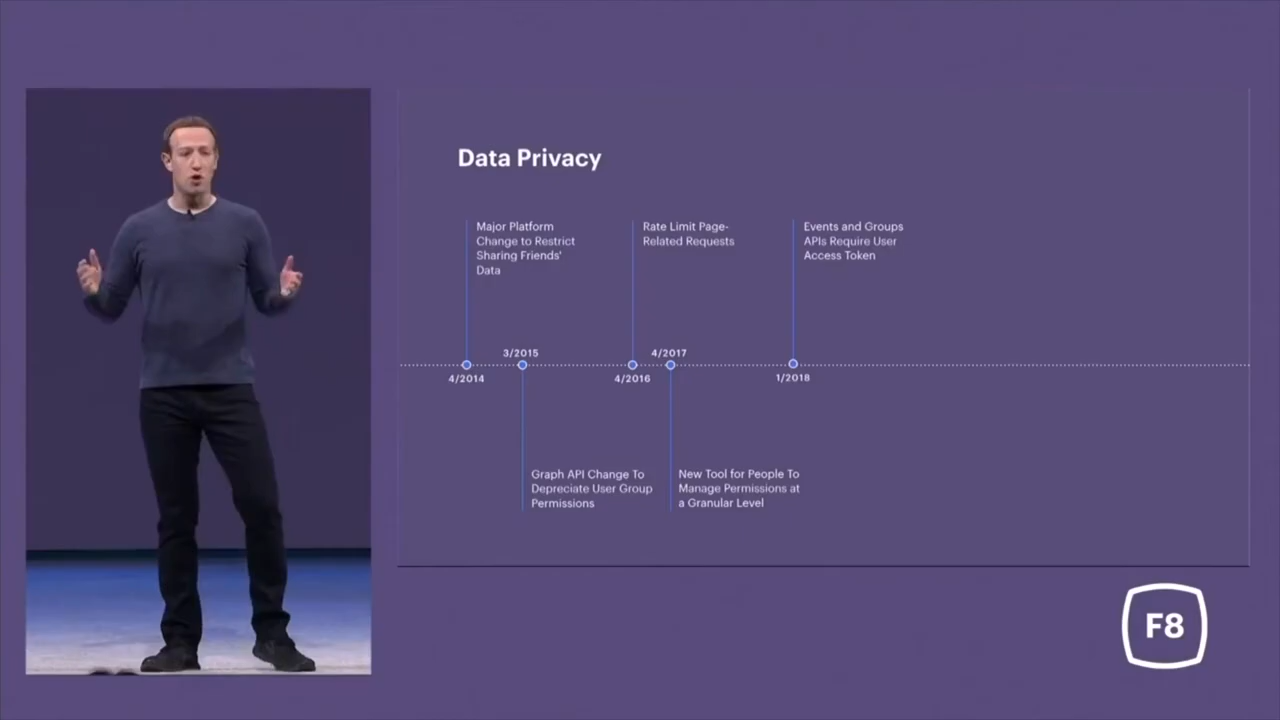 Data Privacy
Major Platform
Change to Restrict
Sharing Friends'
Data
Rate Limit Page-
Related Requests
Events and Groups
APIs Require User
Access Token
3/2015
4/2017
4/2014
4/2016
1/2018
Graph API Change To
Depreciate User Group
Permissions
New Tool for People To
Manage Permissions at
a Granular Level
F8